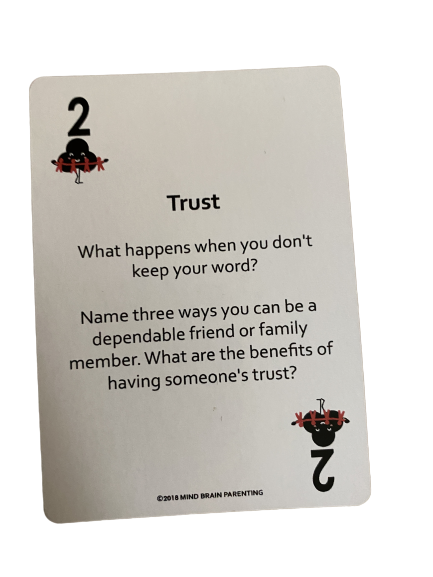 2
Trust
What happens when you don't
keep your word?
Name three ways you can be a
dependable friend or family
member. What are the benefits of
having someone's trust?
2
©2018 MIND BRAIN PARENTING